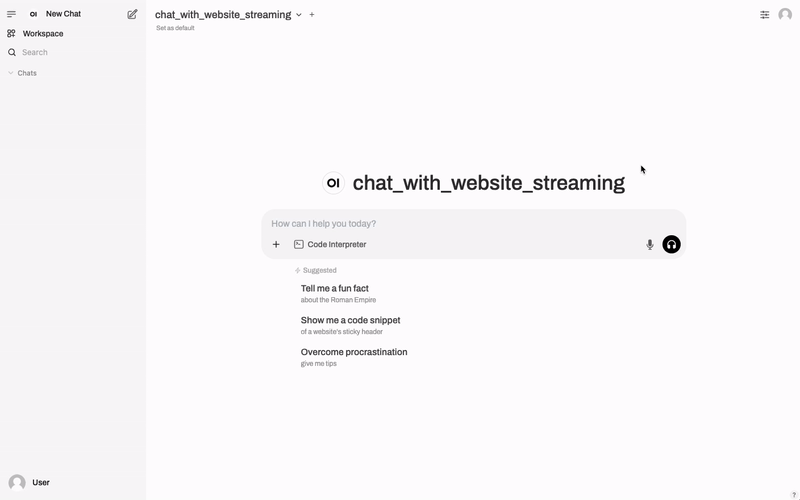 OI New Chat
Workspace
Search
Chats
User
chat_with_website_streaming
Set as default
OI chat_with_website_streaming
How can I help you today?
Code Interpreter
Suggested
Tell me a fun fact
about the Roman Empire
Show me a code snippet
of a website's sticky header
Overcome procrastination
give me tips
?